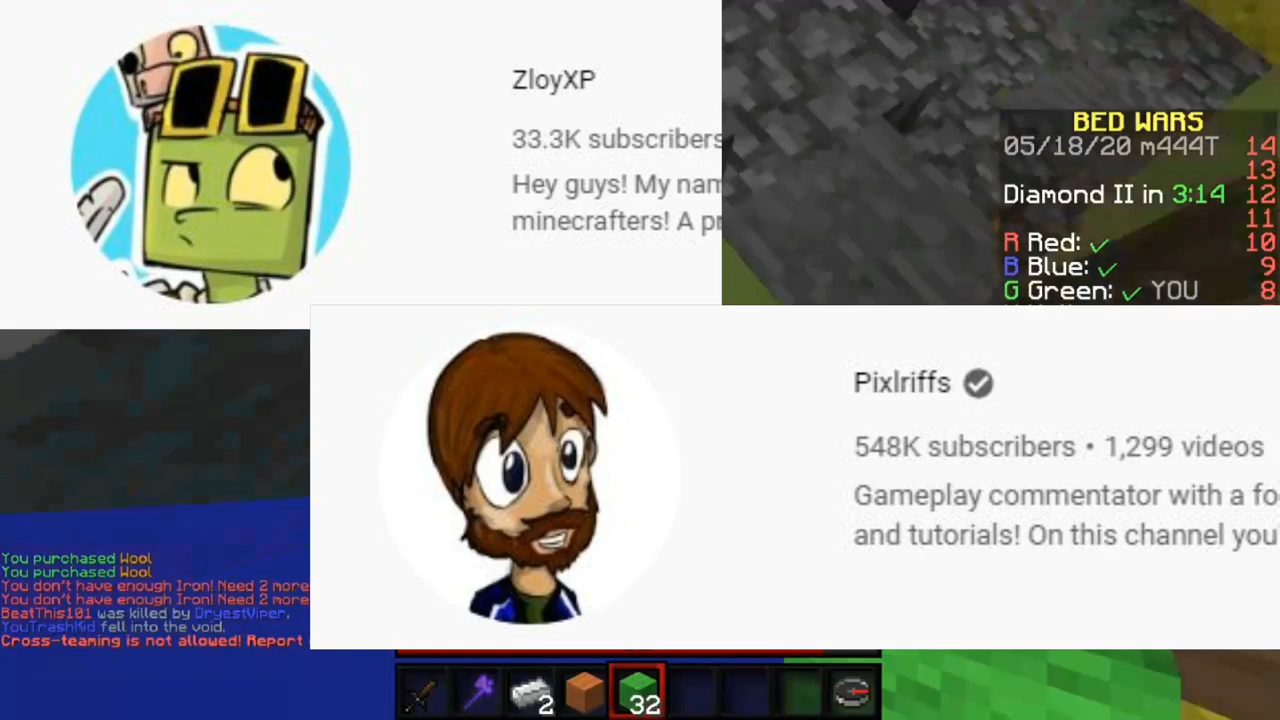 ZloyXP
33.3K subscribers
Hey guys! My nam
minecrafters! A pr
BED WARS
05/18/20 m444T 14
13
Diamond II in 3:14 12
11
R Red: ✓ 10
B Blue: ✓ 9
G Green: ✓ YOU 8
Pixlriffs
548K subscribers • 1,299 videos
Gameplay commentator with a fo
and tutorials! On this channel you
You purchased Wool
You purchased Wool
You don't have enough Iron! Need 2 more
You don't have enough Iron! Need 2 more
BeatThis101 was killed by DryestViper.
YouTrashKid fell into the void.
Cross-teaming is not allowed! Report
2
32